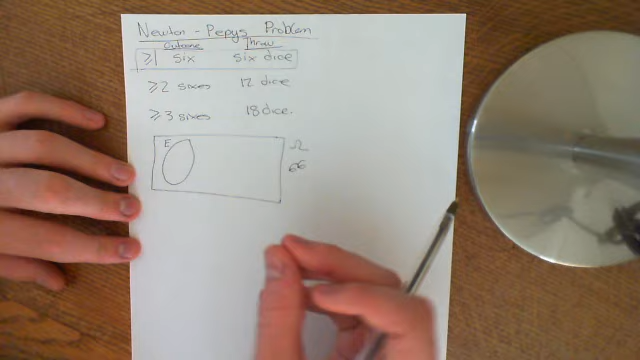 Newton - Pepys Problem
Outcome Throw
≥1 six six dice
≥2 sixes 12 dice
≥3 sixes 18 dice.
E Ω
6⁶